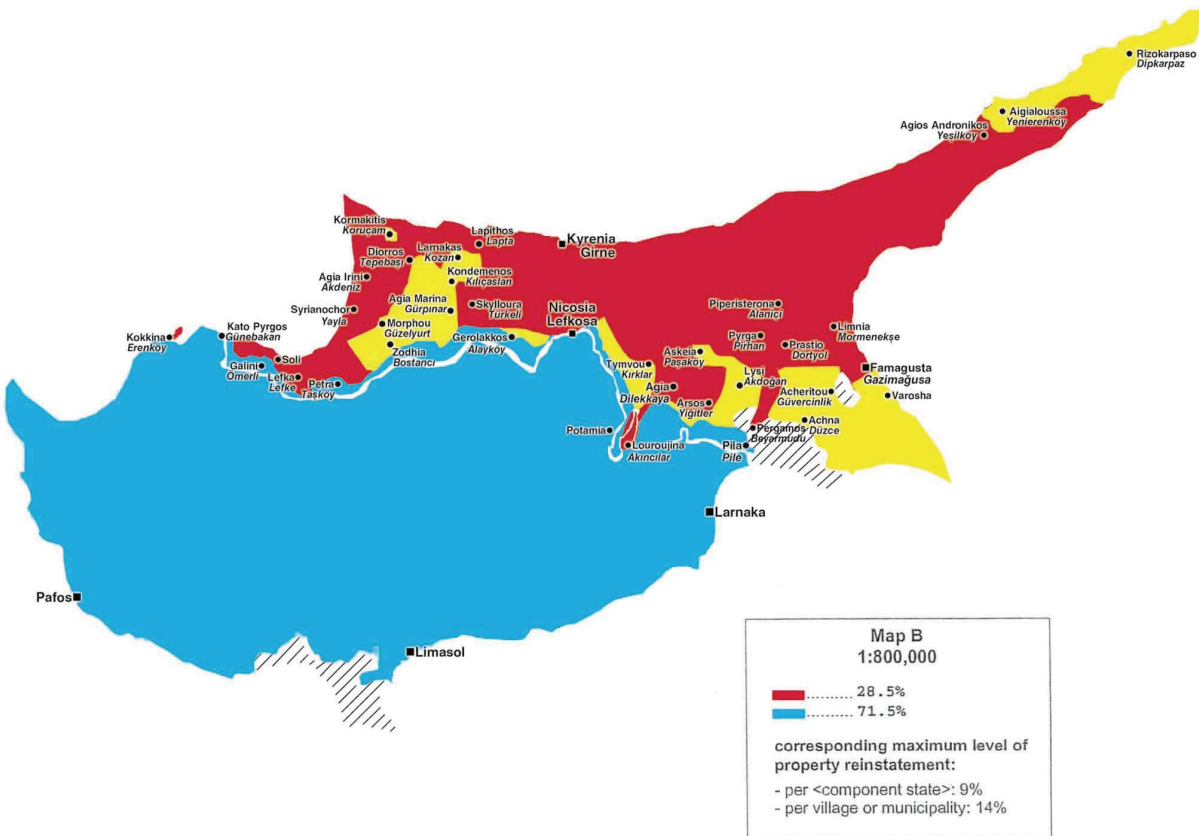 Rizokarpaso
Dipkarpaz
Aigialoussa
Yenierenköy
Agios Andronikos
Yeşilköy
Kormakitis
Koruçam
Lapithos
Lapta
Kyrenia
Girne
Larnakas
Kozan
Diorros
Tepebaşı
Kondemenos
Kılıçaslan
Agia Irini
Akdeniz
Agia Marina
Gürpınar
Skylloura
Türkeli
Syrianochor
Yayla
Nicosia
Lefkosa
Piperisterona
Alaniçi
Morphou
Güzelyurt
Limnia
Mormenekşe
Kokkina
Erenköy
Kato Pyrgos
Günebakan
Gerolakkos
Alayköy
Zodhia
Bostancı
Pyrga
Pirhan
Prastio
Dörtyol
Askeia
Paşaköy
Soli
Galini
Ömerli
Lefka
Lefke
Petra
Taşköy
Tymvou
Kırklar
Famagusta
Gazimağusa
Lysi
Akdoğan
Agia
Dilekkaya
Acheritou
Güvercinlik
Varosha
Arsos
Yiğitler
Achna
Düzce
Pergamos
Beyarmudu
Potamia
Louroujina
Akıncılar
Pila
Pile
Larnaka
Pafos
Limasol
Map B
1:800,000
.......... 28.5%
.......... 71.5%
corresponding maximum level of
property reinstatement:
- per <component state>: 9%
- per village or municipality: 14%